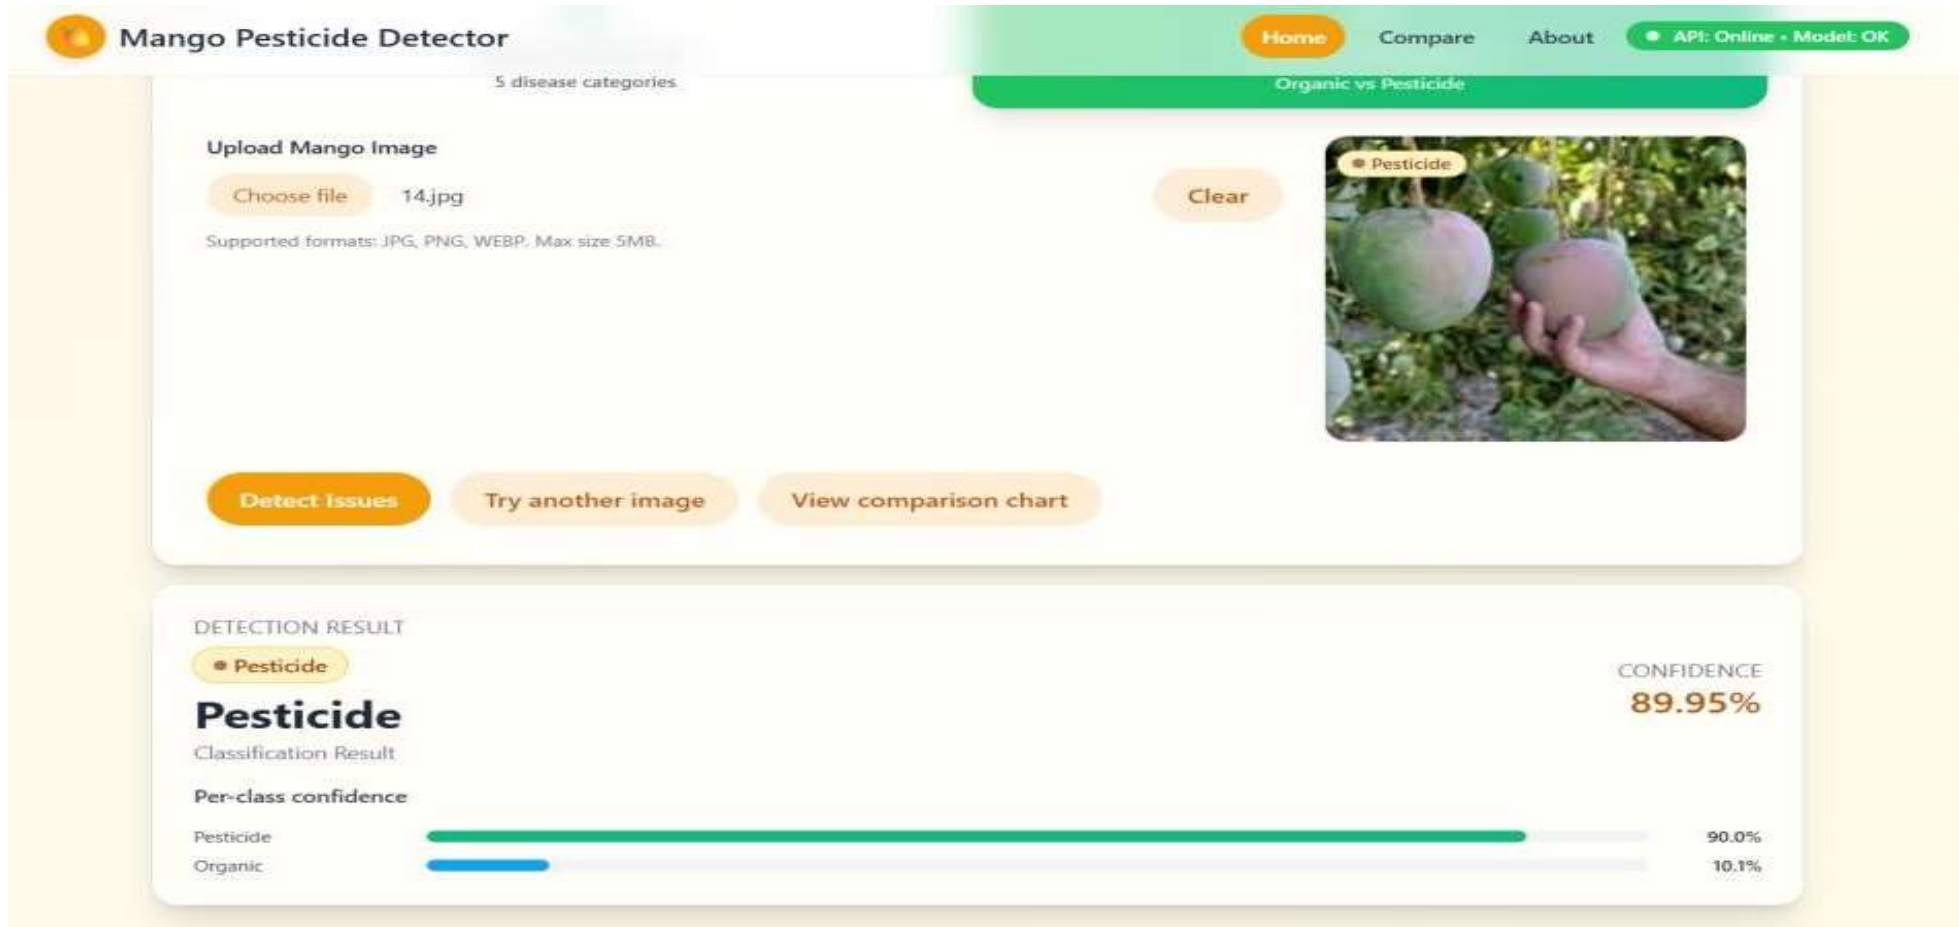 Mango Pesticide Detector
Home Compare About API: Online • Model: OK
5 disease categories
Organic vs Pesticide
Upload Mango Image
Choose file 14.jpg
Clear
Pesticide
Supported formats: JPG, PNG, WEBP. Max size 5MB.
Detect Issues Try another image View comparison chart
DETECTION RESULT
Pesticide
Pesticide
Classification Result
CONFIDENCE
89.95%
Per-class confidence
Pesticide 90.0%
Organic 10.1%